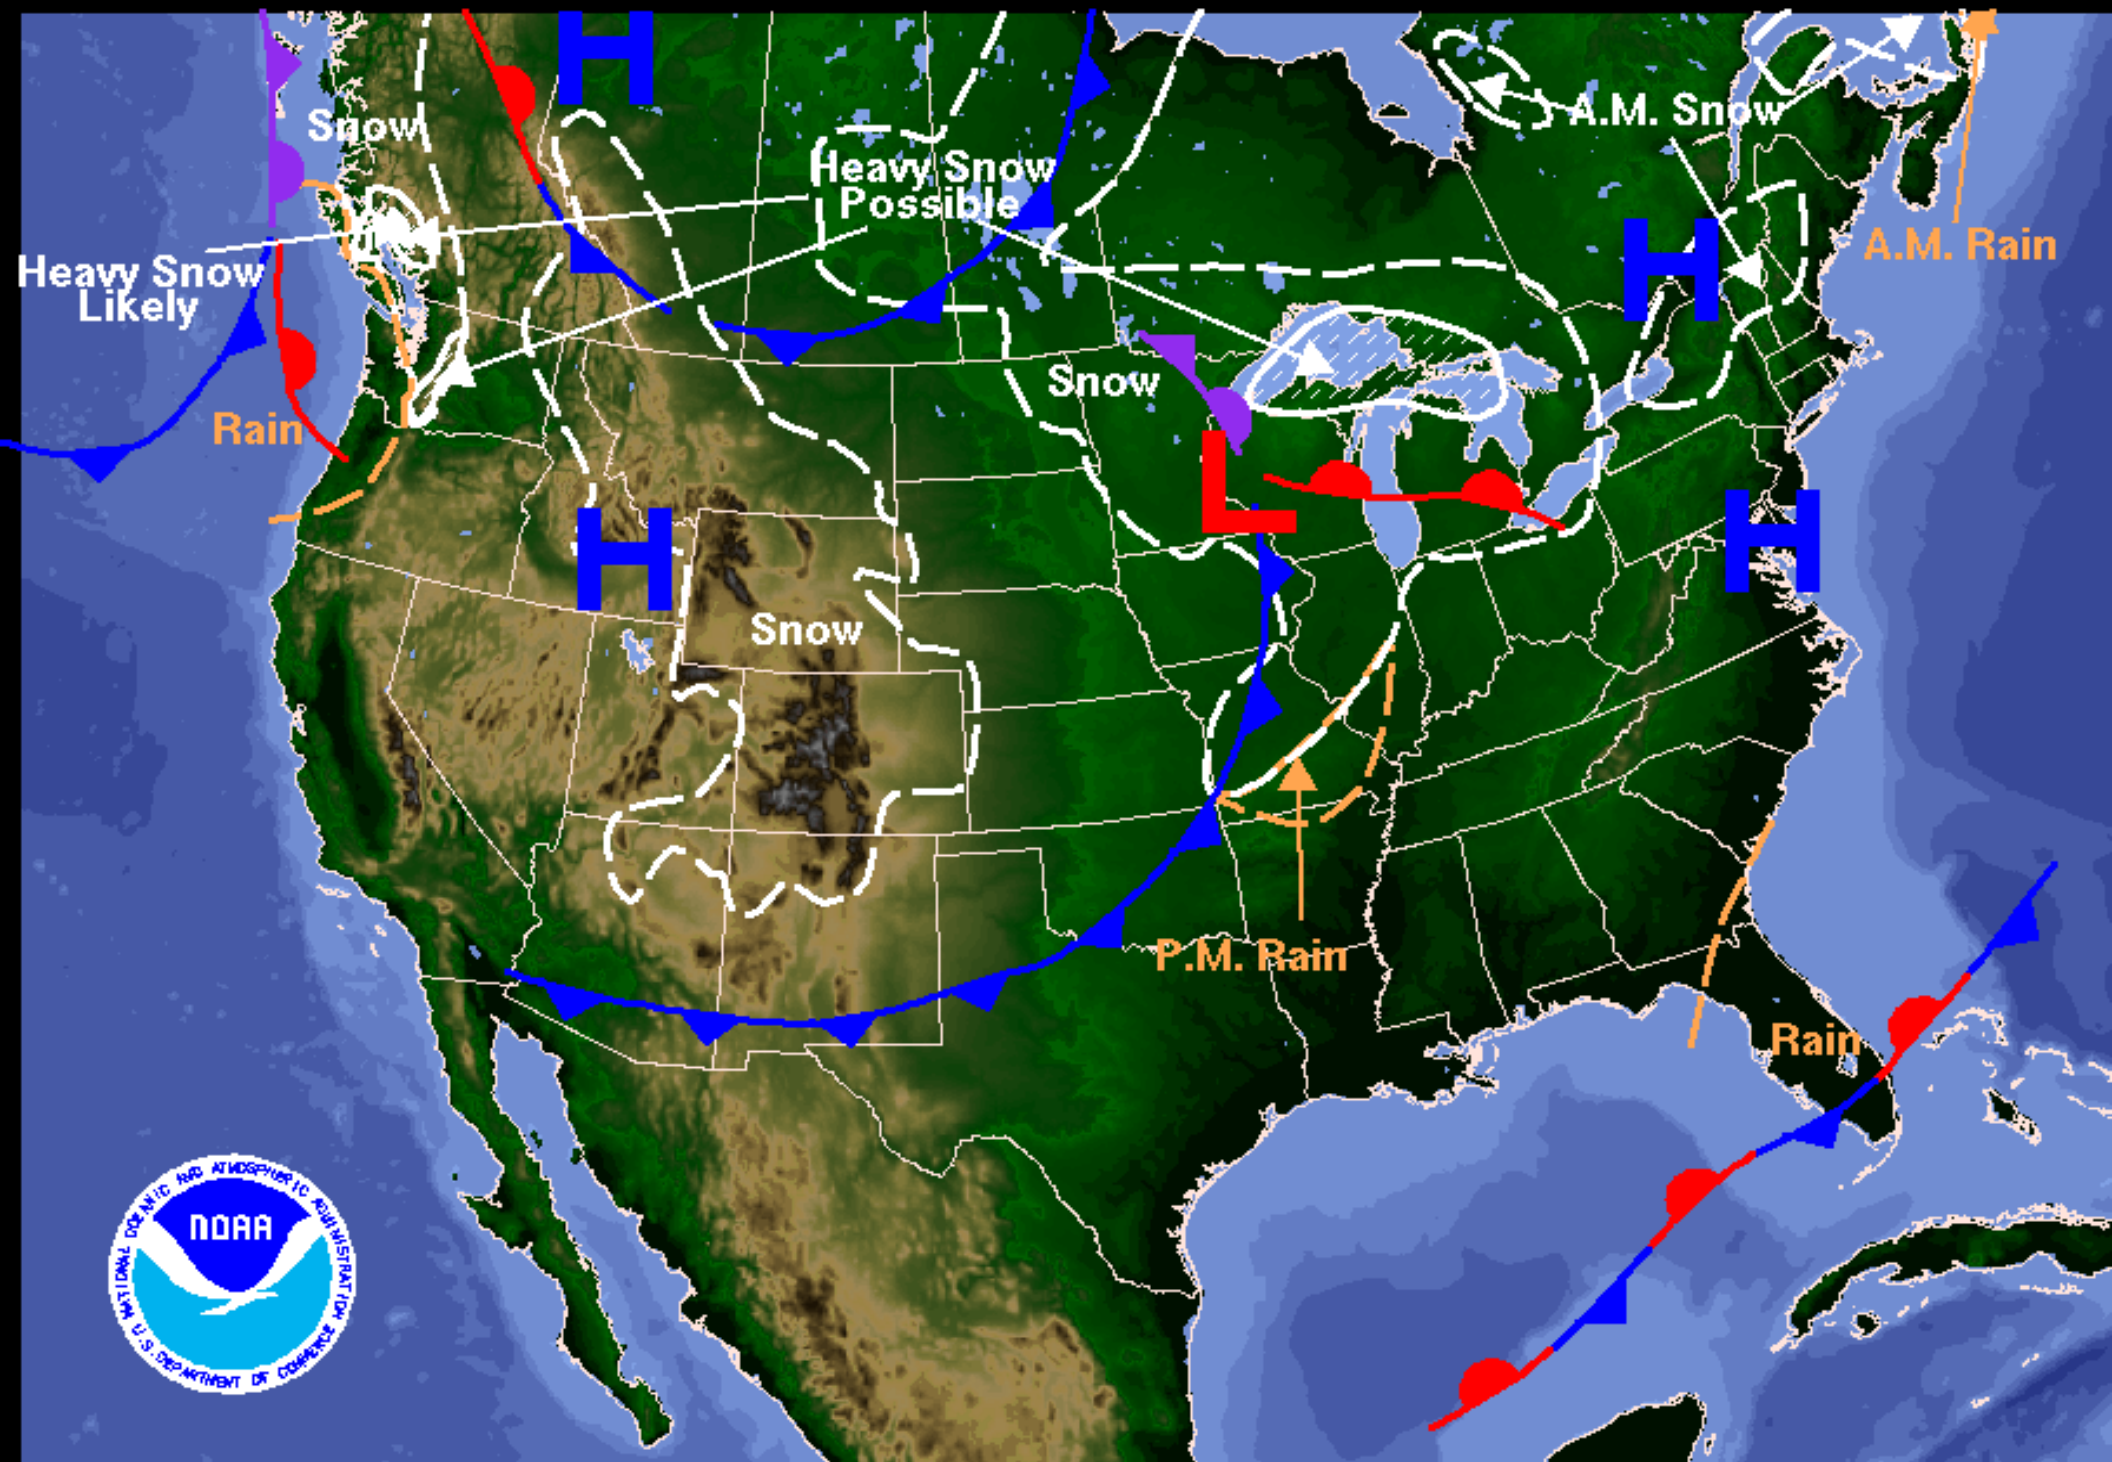 H
Snow
A.M. Snow
Heavy Snow
Possible
A.M. Rain
H
Heavy Snow
Likely
Snow
Rain
L
H
H
Snow
P.M. Rain
Rain
NATIONAL OCEANIC AND ATMOSPHERIC ADMINISTRATION
NOAA
U.S. DEPARTMENT OF COMMERCE